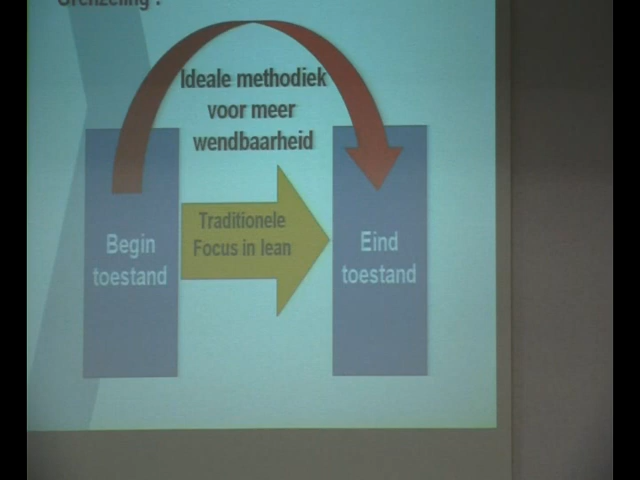 Ideale methodiek
voor meer
wendbaarheid
Traditionele
Focus in lean
Begin
toestand
Eind
toestand